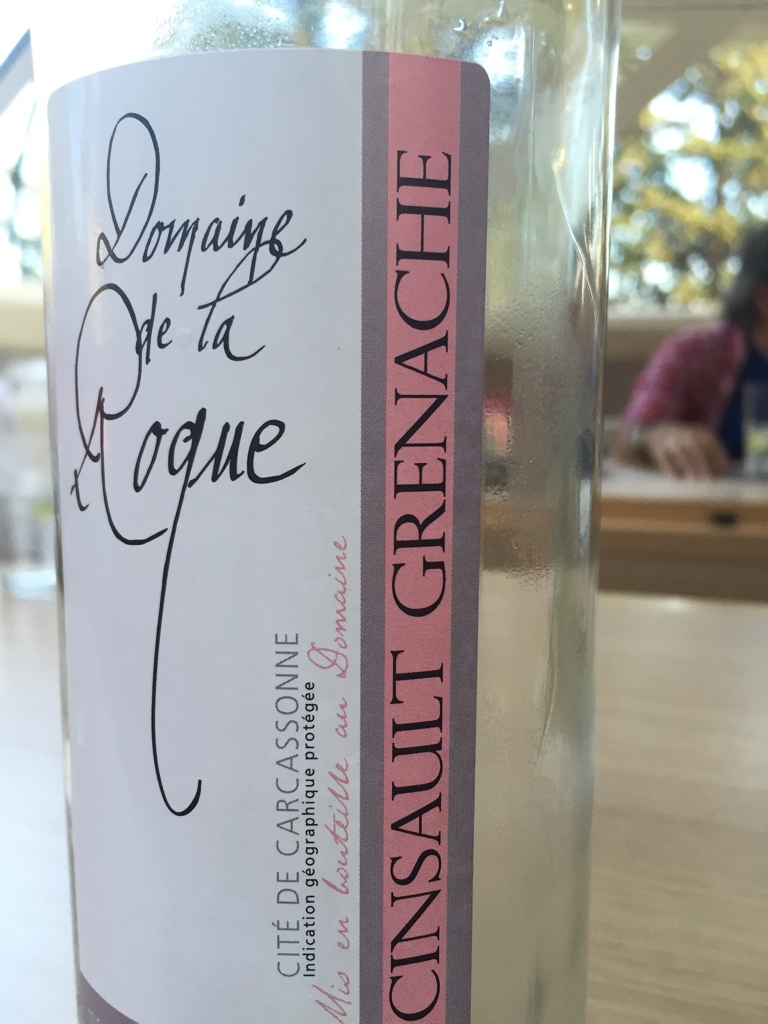 Domaine
de la
Roque
CITÉ DE CARCASSONNE
Indication géographique protégée
Mis en bouteille au Domaine
CINSAULT GRENACHE